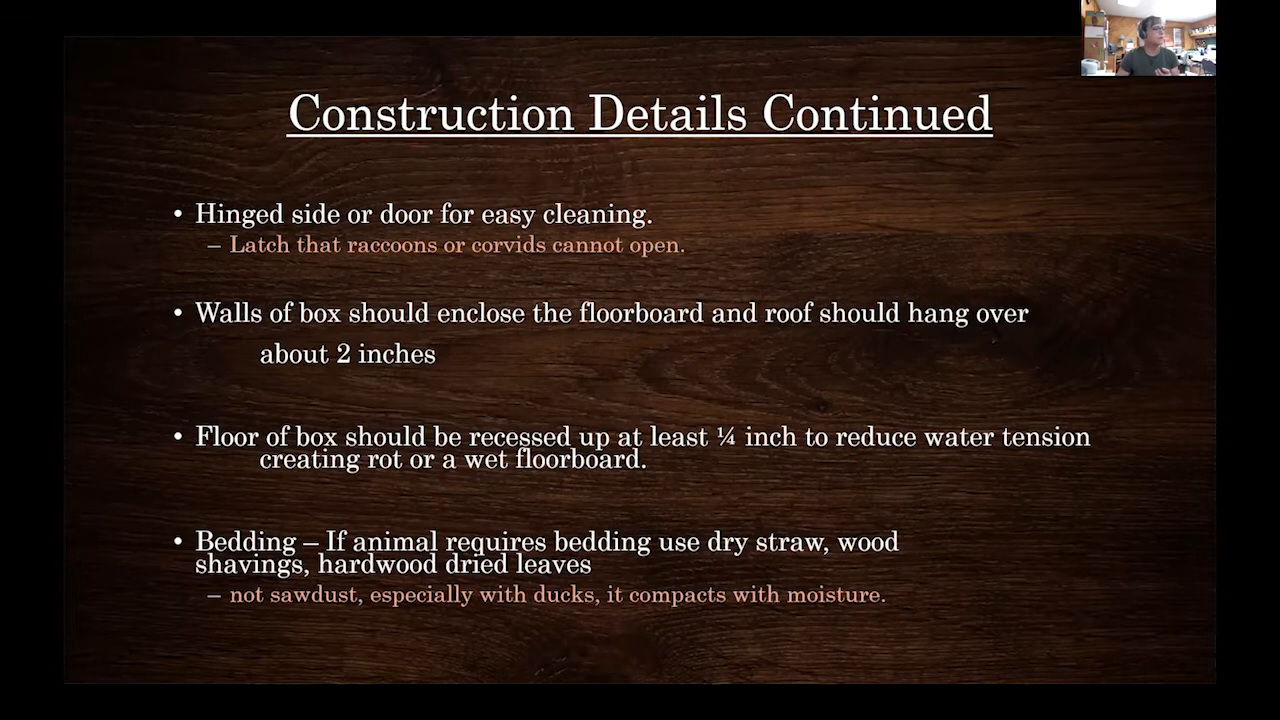 Construction Details Continued
• Hinged side or door for easy cleaning.
– Latch that raccoons or corvids cannot open.
• Walls of box should enclose the floorboard and roof should hang over
about 2 inches
• Floor of box should be recessed up at least ¼ inch to reduce water tension
creating rot or a wet floorboard.
• Bedding – If animal requires bedding use dry straw, wood
shavings, hardwood dried leaves
– not sawdust, especially with ducks, it compacts with moisture.